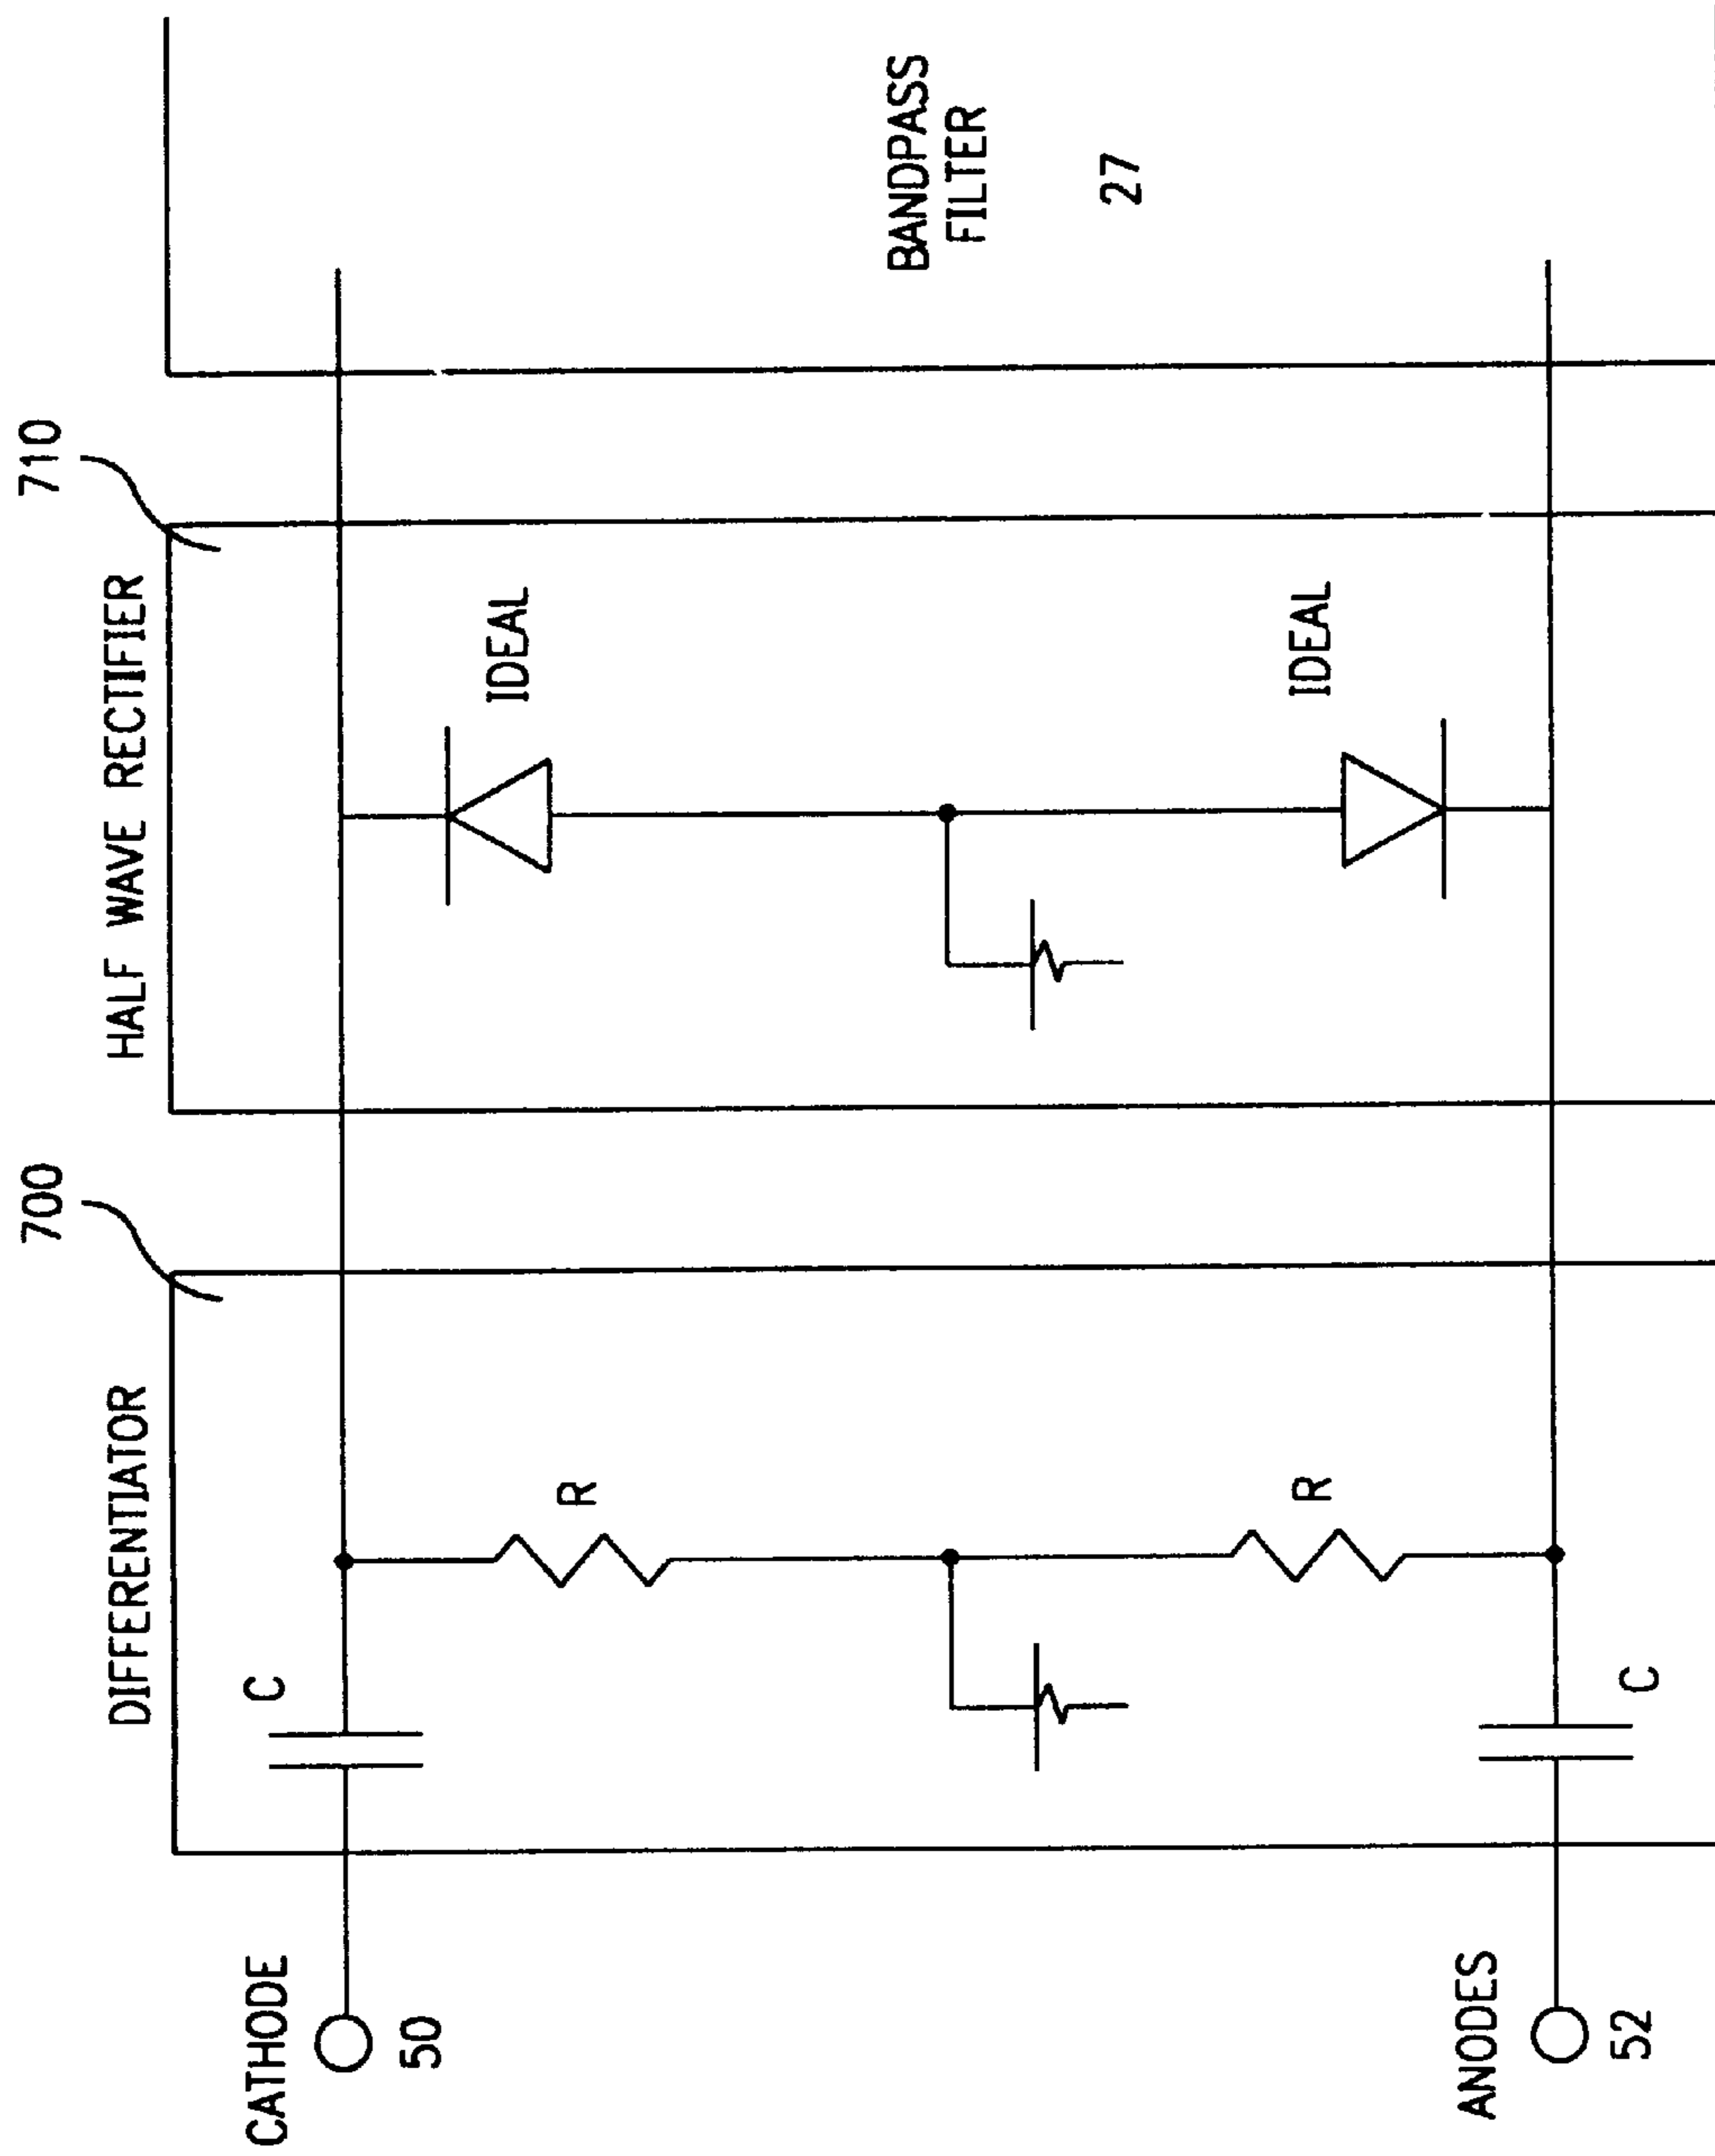 700
710
DIFFERENTIATOR
HALF WAVE RECTIFIER
CATHODE
50
C
R
IDEAL
BANDPASS
FILTER
27
R
IDEAL
ANODES
52
C